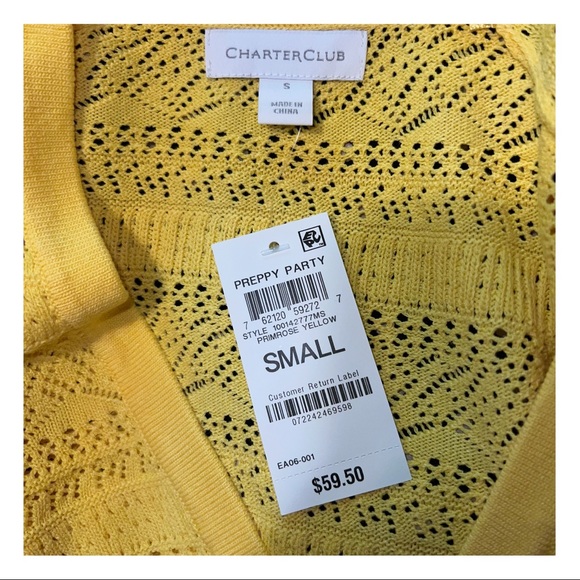 CHARTERCLUB
S
MADE IN
CHINA
PREPPY PARTY
7 62120 59272 7
STYLE 100142777MS
PRIMROSE YELLOW
SMALL
Customer Return Label
072242469598
EA06-001
$59.50